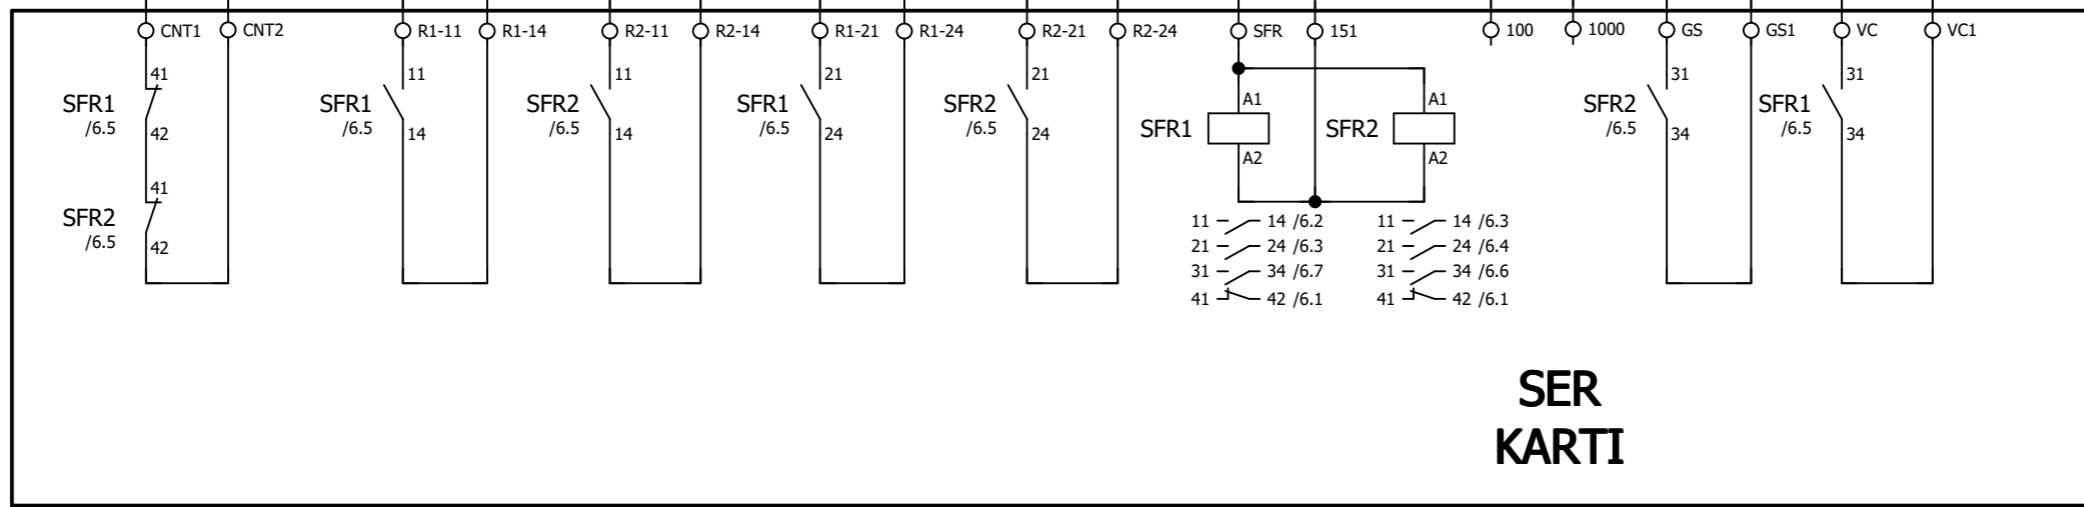 CNT1 CNT2 R1-11 R1-14 R2-11 R2-14 R1-21 R1-24 R2-21 R2-24 SFR 151 100 1000 GS GS1 VC VC1
41 11 11 21 21 31 31
A1 A1
SFR1 SFR1 SFR2 SFR1 SFR2 SFR1 SFR2 SFR2 SFR1
/6.5 /6.5 /6.5 /6.5 /6.5 /6.5 /6.5
42 14 14 24 24 34 34
A2 A2
41
SFR2
/6.5
42
11 14 /6.2 11 14 /6.3
21 24 /6.3 21 24 /6.4
31 34 /6.7 31 34 /6.6
41 42 /6.1 41 42 /6.1
SER
KARTI